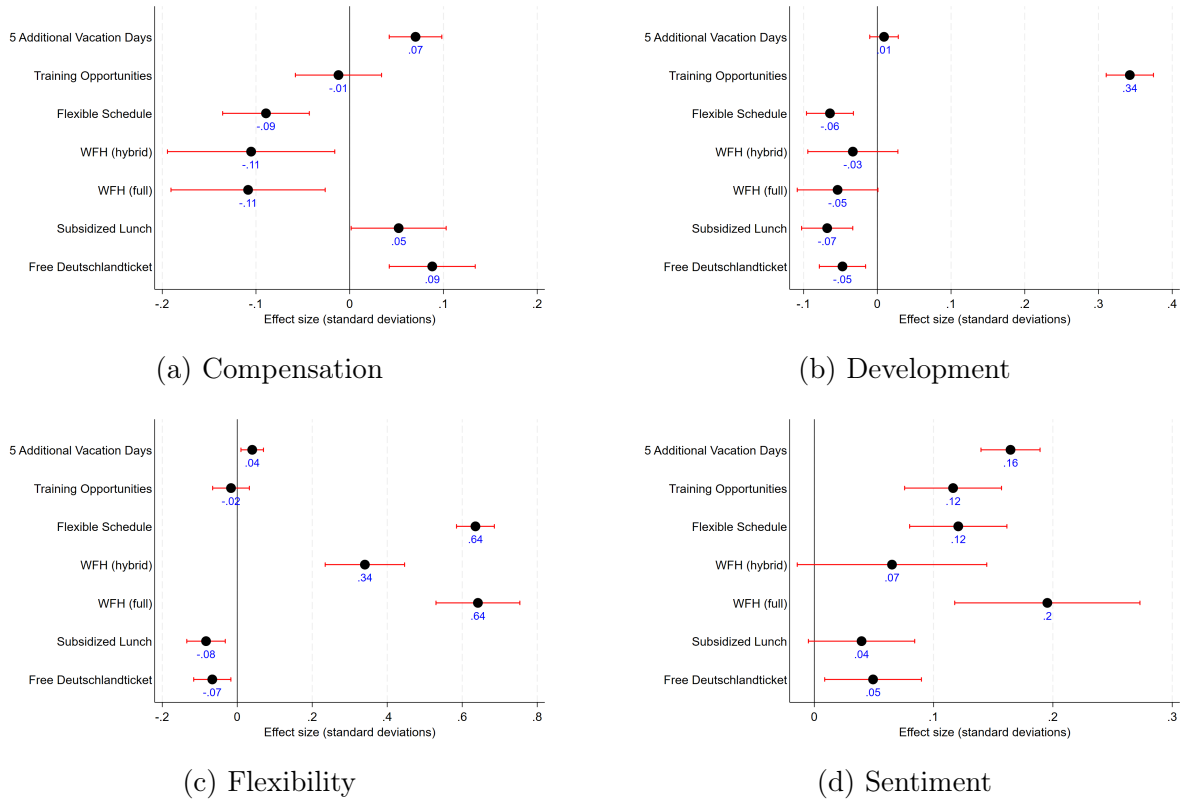 5 Additional Vacation Days
.07
Training Opportunities
-.01
Flexible Schedule
-.09
WFH (hybrid)
-.11
WFH (full)
-.11
Subsidized Lunch
.05
Free Deutschlandticket
.09
-.2 -.1 0 .1 .2
Effect size (standard deviations)
(a) Compensation
5 Additional Vacation Days
.01
Training Opportunities
.34
Flexible Schedule
-.06
WFH (hybrid)
-.03
WFH (full)
-.05
Subsidized Lunch
-.07
Free Deutschlandticket
-.05
-.1 0 .1 .2 .3 .4
Effect size (standard deviations)
(b) Development
5 Additional Vacation Days
.04
Training Opportunities
-.02
Flexible Schedule
.64
WFH (hybrid)
.34
WFH (full)
.64
Subsidized Lunch
-.08
Free Deutschlandticket
-.07
-.2 0 .2 .4 .6 .8
Effect size (standard deviations)
(c) Flexibility
5 Additional Vacation Days
.16
Training Opportunities
.12
Flexible Schedule
.12
WFH (hybrid)
.07
WFH (full)
.2
Subsidized Lunch
.04
Free Deutschlandticket
.05
0 .1 .2 .3
Effect size (standard deviations)
(d) Sentiment